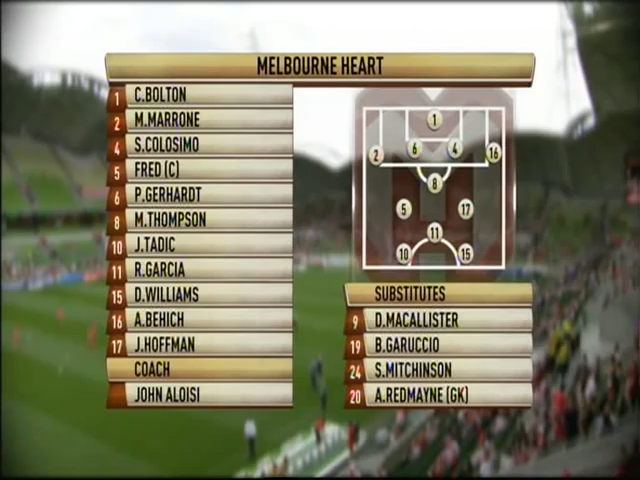 MELBOURNE HEART
1 C.BOLTON
2 M.MARRONE
4 S.COLOSIMO
5 FRED (C)
6 P.GERHARDT
8 M.THOMPSON
10 J.TADIC
11 R.GARCIA
15 D.WILLIAMS
16 A.BEHICH
17 J.HOFFMAN
COACH
JOHN ALOISI
1
2 6 4 16
8
5 17
11
10 15
SUBSTITUTES
9 D.MACALLISTER
19 B.GARUCCIO
24 S.MITCHINSON
20 A.REDMAYNE (GK)